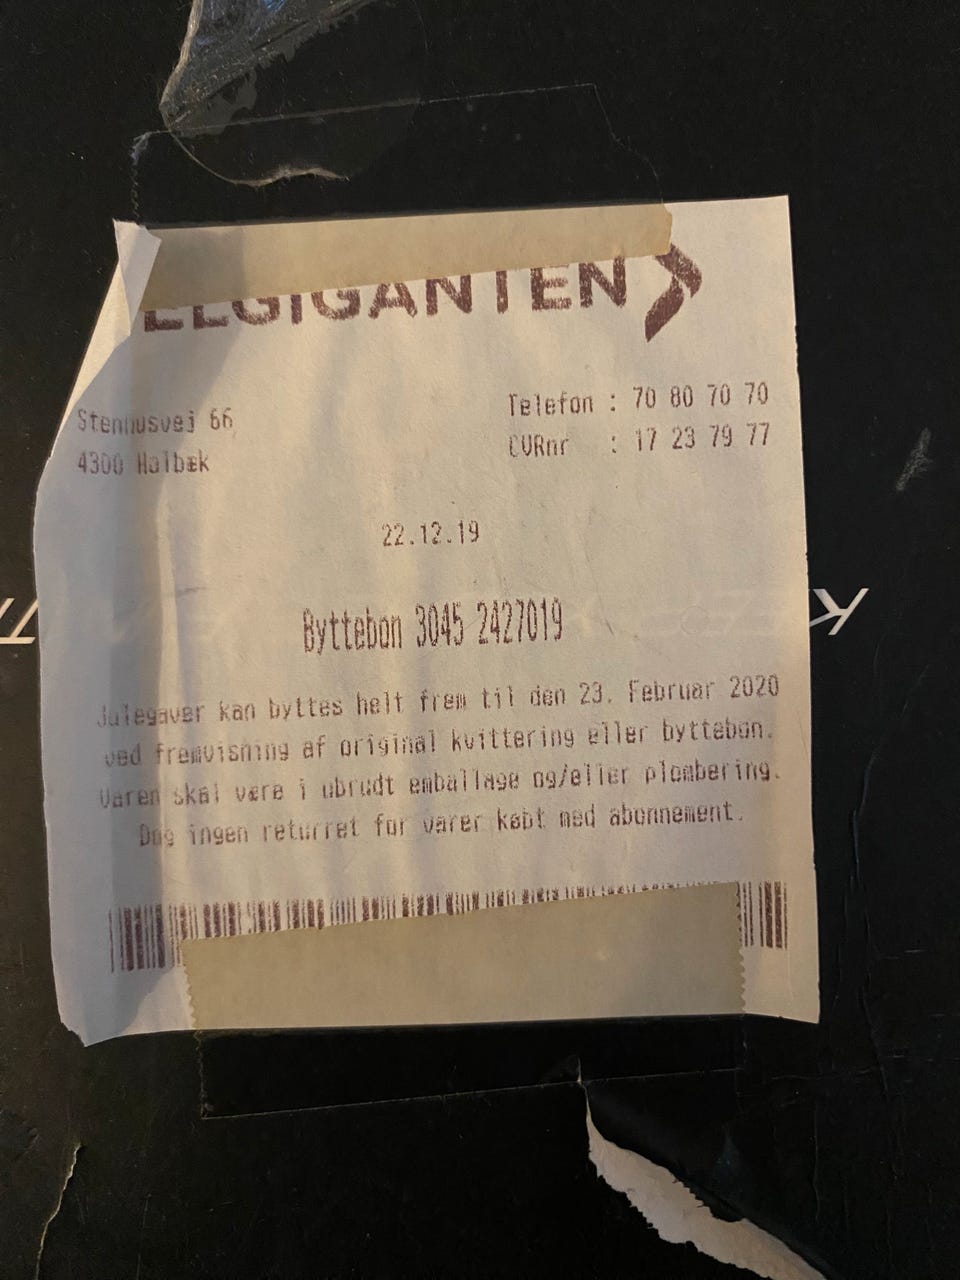 ELGIGANTEN
Stenhusvej 66
4300 Holbæk
Telefon : 70 80 70 70
CVRnr : 17 23 79 77
22.12.19
Byttebon 3045 2427019
Julegaver kan byttes helt frem til den 23. Februar 2020
ved fremvisning af original kvittering eller byttebon.
Varen skal være i ubrudt emballage og/eller plombering.
Dog ingen returret for varer købt med abonnement.